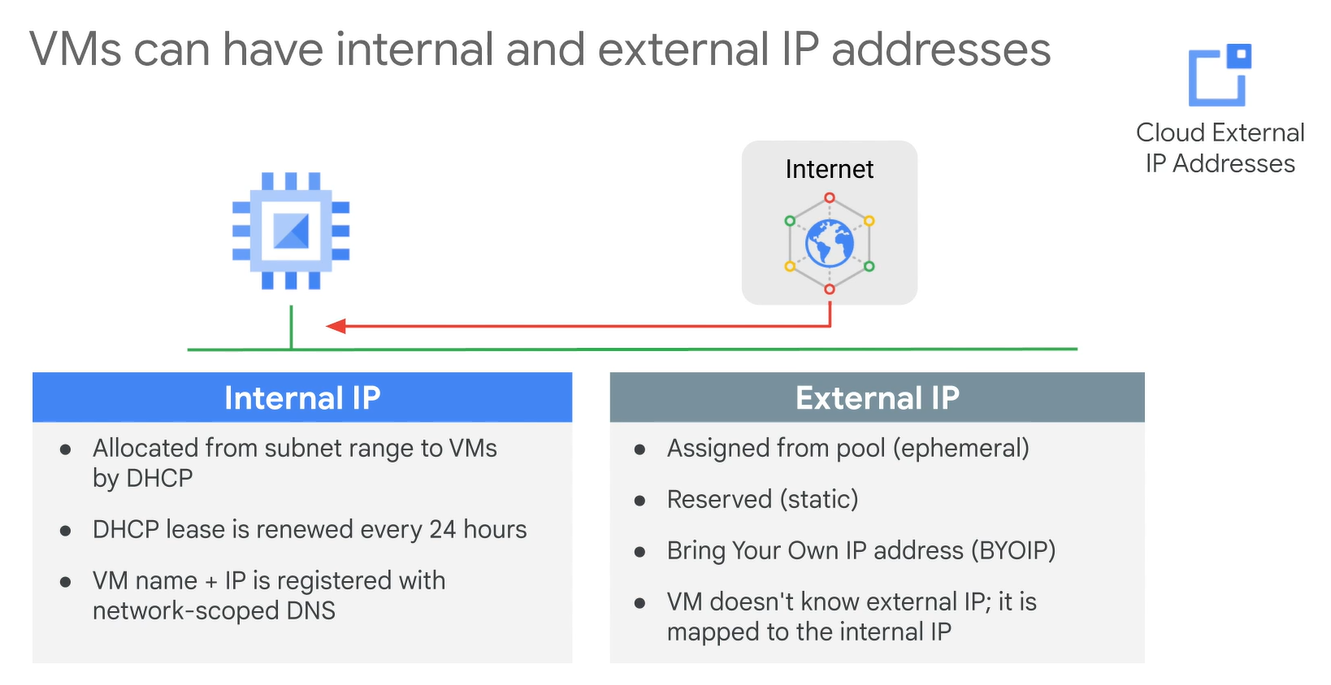 VMs can have internal and external IP addresses
Cloud External
IP Addresses
Internet
Internal IP
● Allocated from subnet range to VMs
by DHCP
● DHCP lease is renewed every 24 hours
● VM name + IP is registered with
network-scoped DNS
External IP
● Assigned from pool (ephemeral)
● Reserved (static)
● Bring Your Own IP address (BYOIP)
● VM doesn't know external IP; it is
mapped to the internal IP